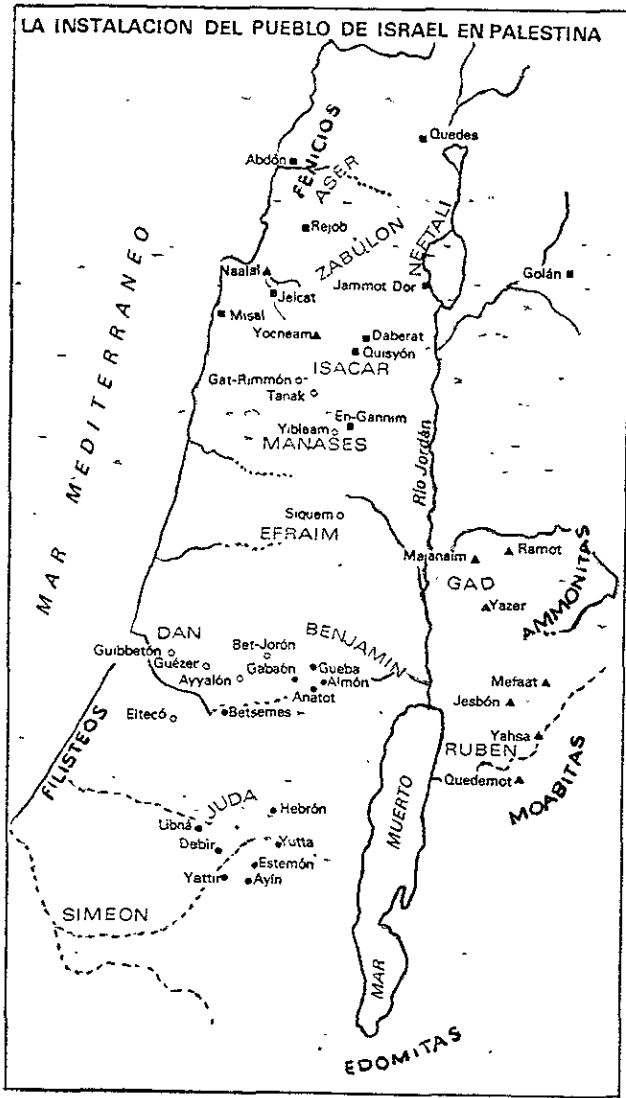 LA INSTALACION DEL PUEBLO DE ISRAEL EN PALESTINA
Quedes
Abdón
FENICIOS
ASER
Rejob
ZABULON
NEFTALI
Golán
Naalal
Jelcat
Jammot Dor
Misal
Yocneam
Daberat
Quisyón
ISACAR
Gat-Rimmón
Tanak
En-Gannim
Yibleam
MANASES
MAR MEDITERRANEO
Río Jordán
Siquem
EFRAIM
Majanaim
Ramot
GAD
Yazer
AMMONITAS
DAN
BENJAMIN
Guibbetón
Bet-Jorón
Guézer
Gabaón
Gueba
Ayyalón
Almón
Anatot
Mefaat
Jesbón
Eltecó
Betsemes
FILISTEOS
Yahsa
RUBEN
Quedemot
MOABITAS
JUDA
Hebrón
Libná
Debir
Yutta
Estemón
Yattir
Ayín
SIMEON
MAR MUERTO
EDOMITAS